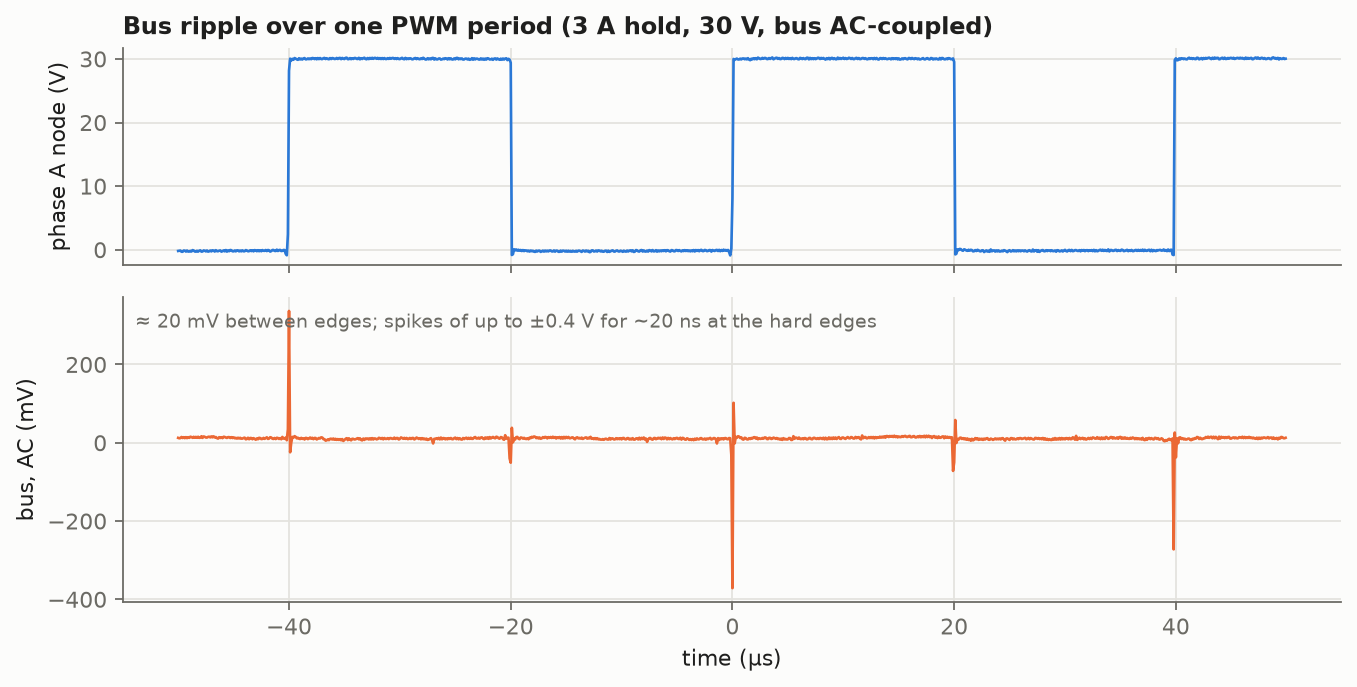 Bus ripple over one PWM period (3 A hold, 30 V, bus AC-coupled)
phase A node (V)
30
20
10
0
≈ 20 mV between edges; spikes of up to ±0.4 V for ~20 ns at the hard edges
bus, AC (mV)
200
0
−200
−400
−40
−20
0
20
40
time (µs)